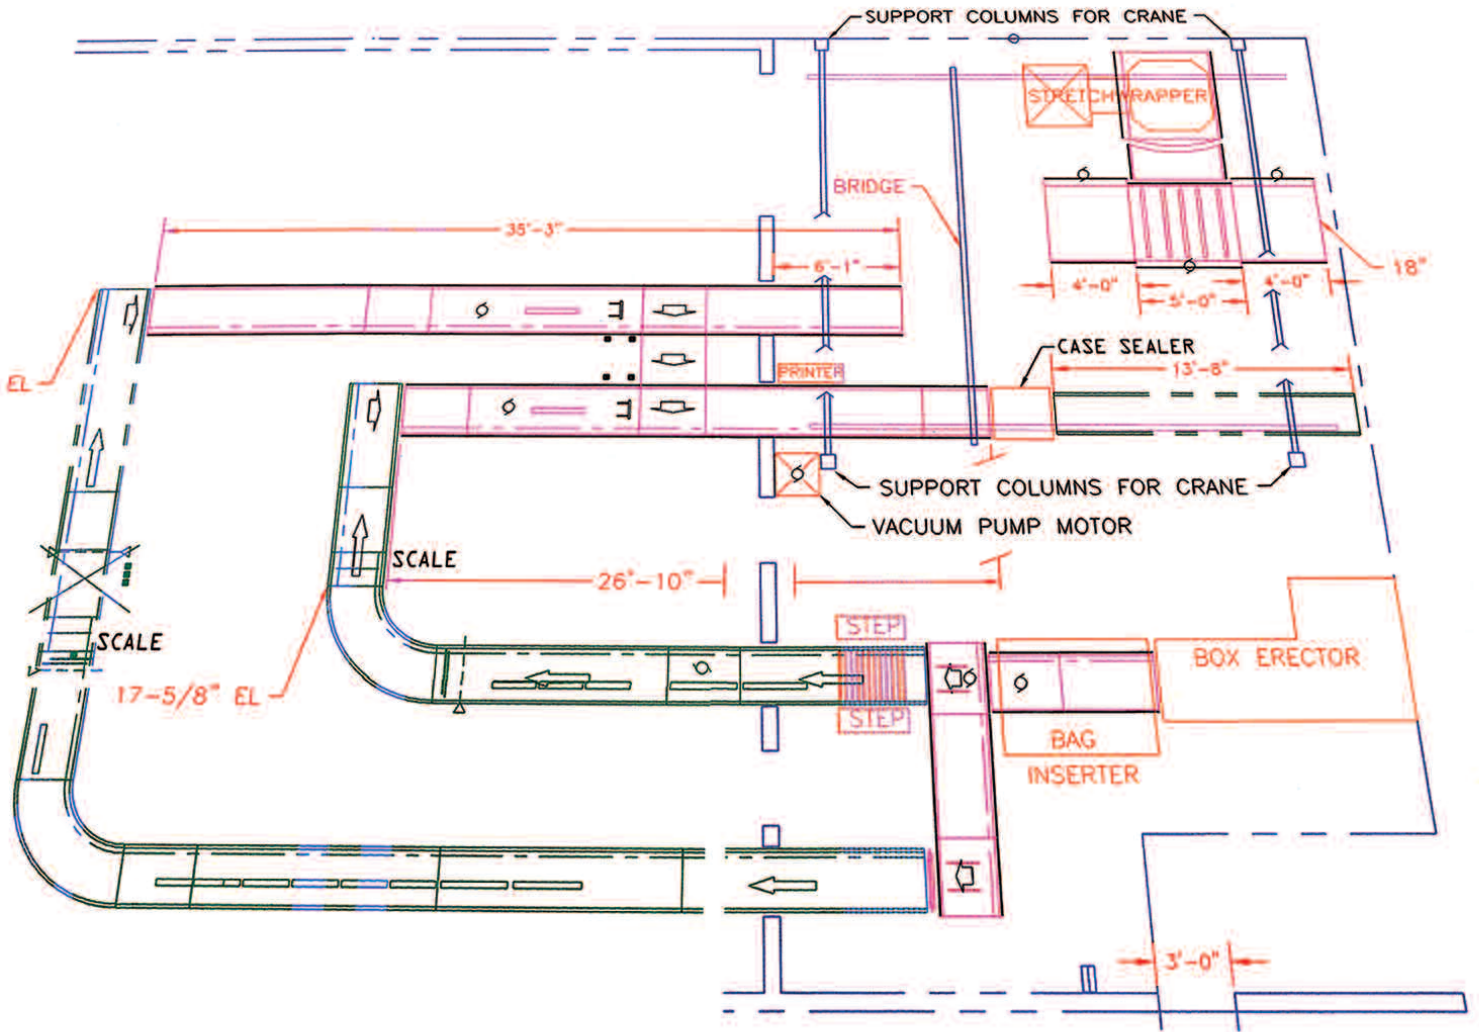 SUPPORT COLUMNS FOR CRANE
STRETCHWRAPPER
BRIDGE
35'-3"
6'-1"
18"
4'-0"
4'-0"
5'-0"
CASE SEALER
EL
PRINTER
13'-8"
SUPPORT COLUMNS FOR CRANE
VACUUM PUMP MOTOR
SCALE
26'-10"
STEP
SCALE
BOX ERECTOR
17-5/8" EL
STEP
BAG
INSERTER
3'-0"